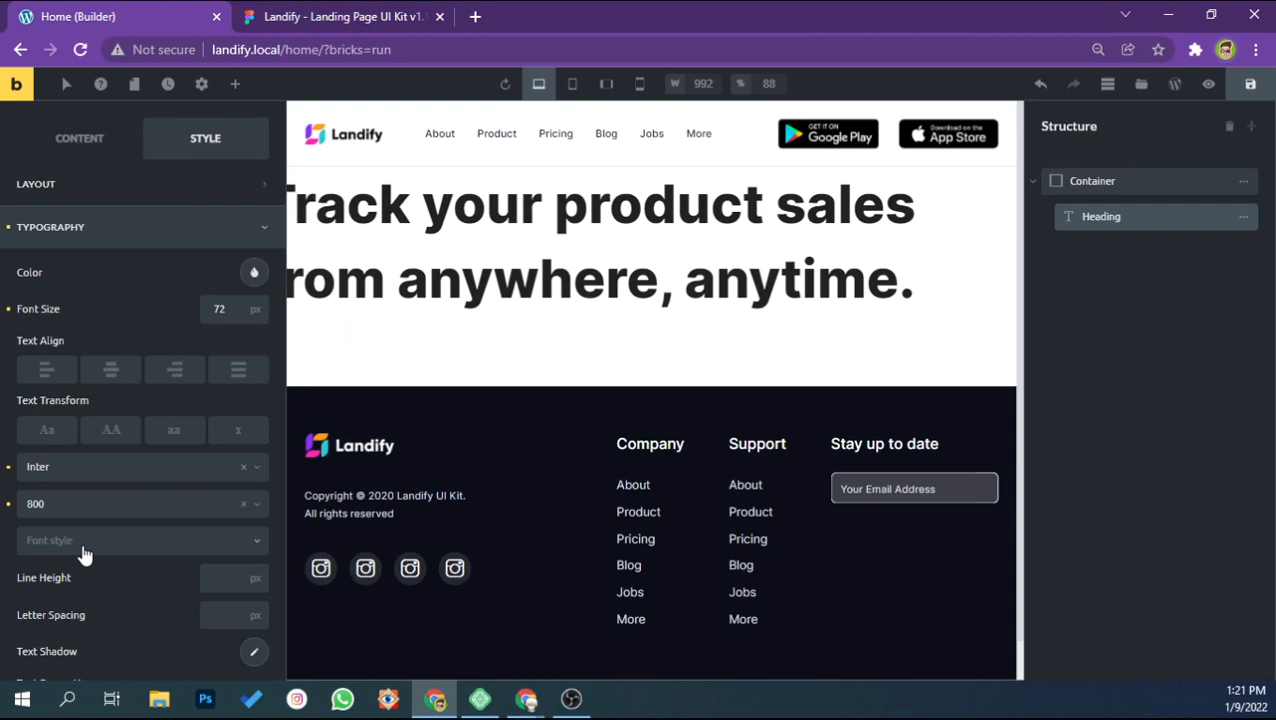 Home (Builder)
Landify - Landing Page UI Kit v1.
Not secure
landify.local/home/?bricks=run
b
W 992 % 88
CONTENT
STYLE
LAYOUT
TYPOGRAPHY
Color
Font Size
72 px
Text Align
Text Transform
Aa AA aa x
Inter
800
Font style
Line Height
px
Letter Spacing
px
Text Shadow
Landify
About Product Pricing Blog Jobs More
GET IT ON
Google Play
Download on the
App Store
Track your product sales
rom anywhere, anytime.
Landify
Copyright © 2020 Landify UI Kit.
All rights reserved
Company
About
Product
Pricing
Blog
Jobs
More
Support
About
Product
Pricing
Blog
Jobs
More
Stay up to date
Your Email Address
Structure
Container
Heading
Ps
1:21 PM
1/9/2022